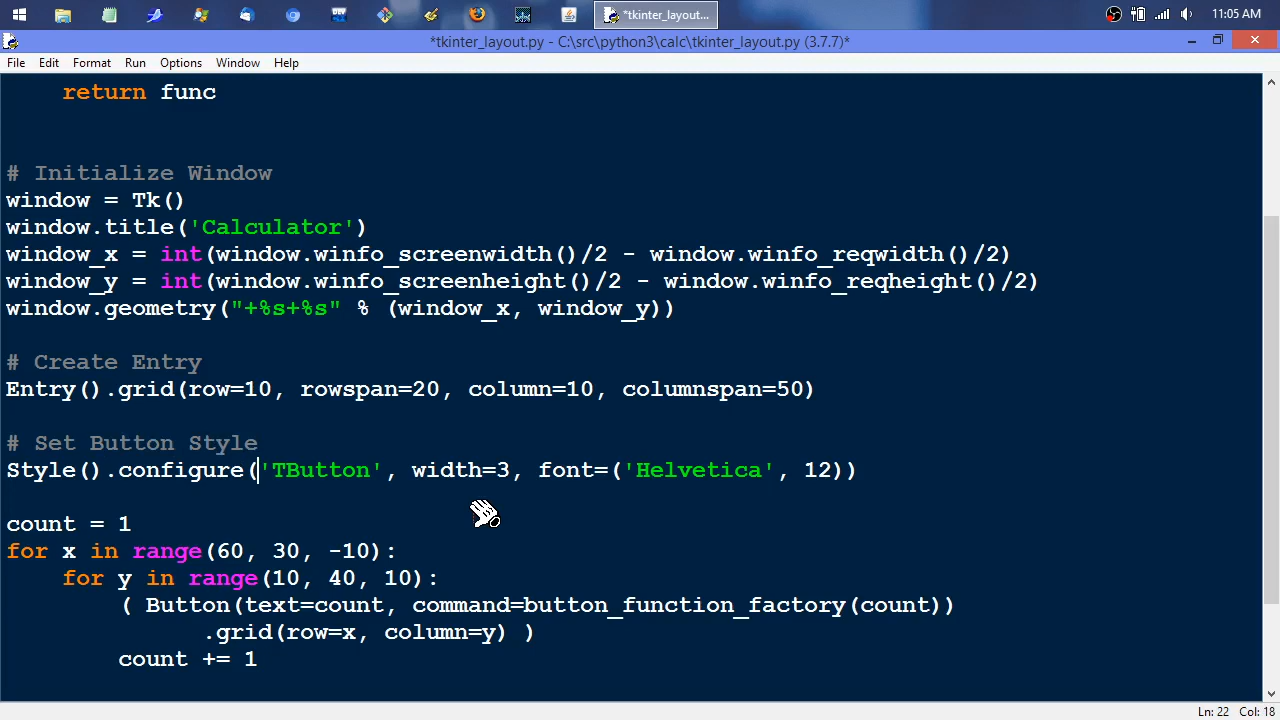 *tkinter_layout...
11:05 AM
*tkinter_layout.py - C:\src\python3\calc\tkinter_layout.py (3.7.7)*
File Edit Format Run Options Window Help
return func
# Initialize Window
window = Tk()
window.title('Calculator')
window_x = int(window.winfo_screenwidth()/2 - window.winfo_reqwidth()/2)
window_y = int(window.winfo_screenheight()/2 - window.winfo_reqheight()/2)
window.geometry("+%s+%s" % (window_x, window_y))
# Create Entry
Entry().grid(row=10, rowspan=20, column=10, columnspan=50)
# Set Button Style
Style().configure('TButton', width=3, font=('Helvetica', 12))
count = 1
for x in range(60, 30, -10):
for y in range(10, 40, 10):
( Button(text=count, command=button_function_factory(count))
.grid(row=x, column=y) )
count += 1
Ln: 22 Col: 18